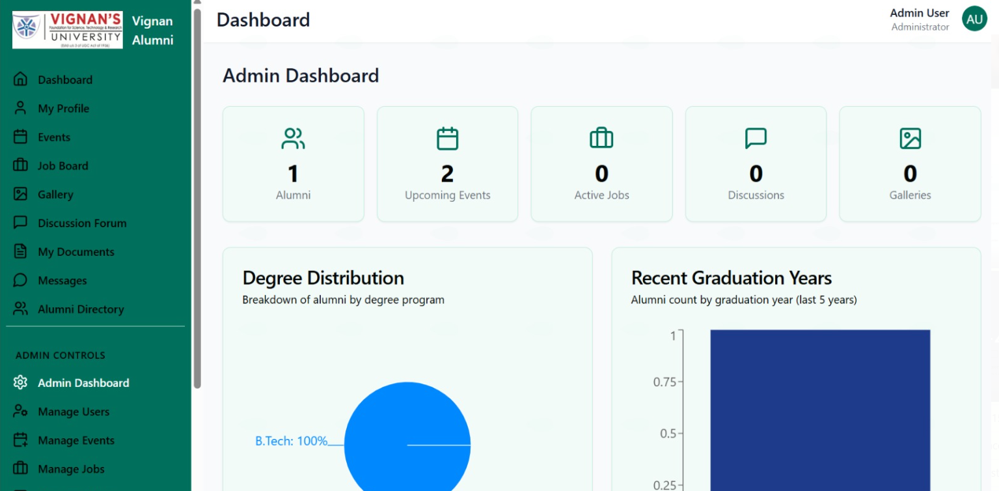 VIGNAN'S
Foundation for Science, Technology & Research
UNIVERSITY
(Estd u/s 3 of UGC Act of 1956)
Vignan
Alumni
Dashboard
My Profile
Events
Job Board
Gallery
Discussion Forum
My Documents
Messages
Alumni Directory
ADMIN CONTROLS
Admin Dashboard
Manage Users
Manage Events
Manage Jobs
Dashboard
Admin User
Administrator
AU
Admin Dashboard
1
Alumni
2
Upcoming Events
0
Active Jobs
0
Discussions
0
Galleries
Degree Distribution
Breakdown of alumni by degree program
B.Tech: 100%
Recent Graduation Years
Alumni count by graduation year (last 5 years)
1
0.75
0.5
0.25